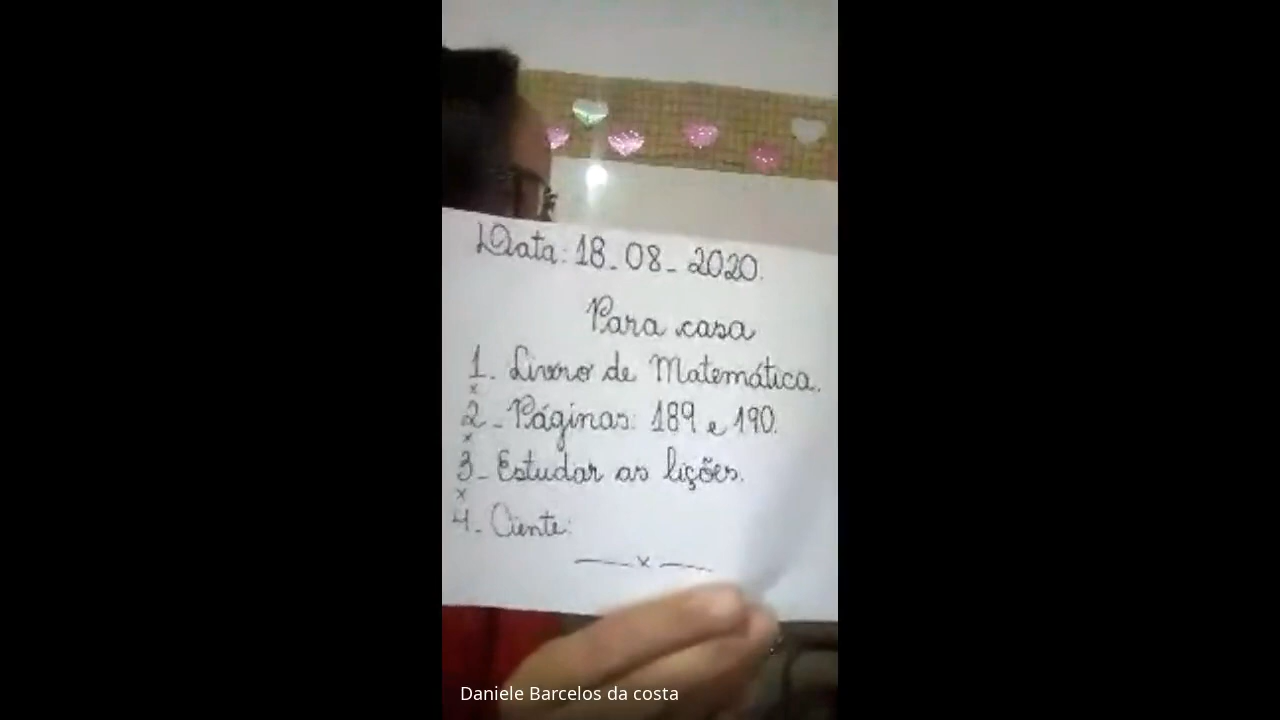 Data: 18-08-2020.
Para casa
1- Livro de Matemática.
x
2- Páginas: 189 e 190.
x
3- Estudar as lições.
x
4- Ciente:
——x——
Daniele Barcelos da costa